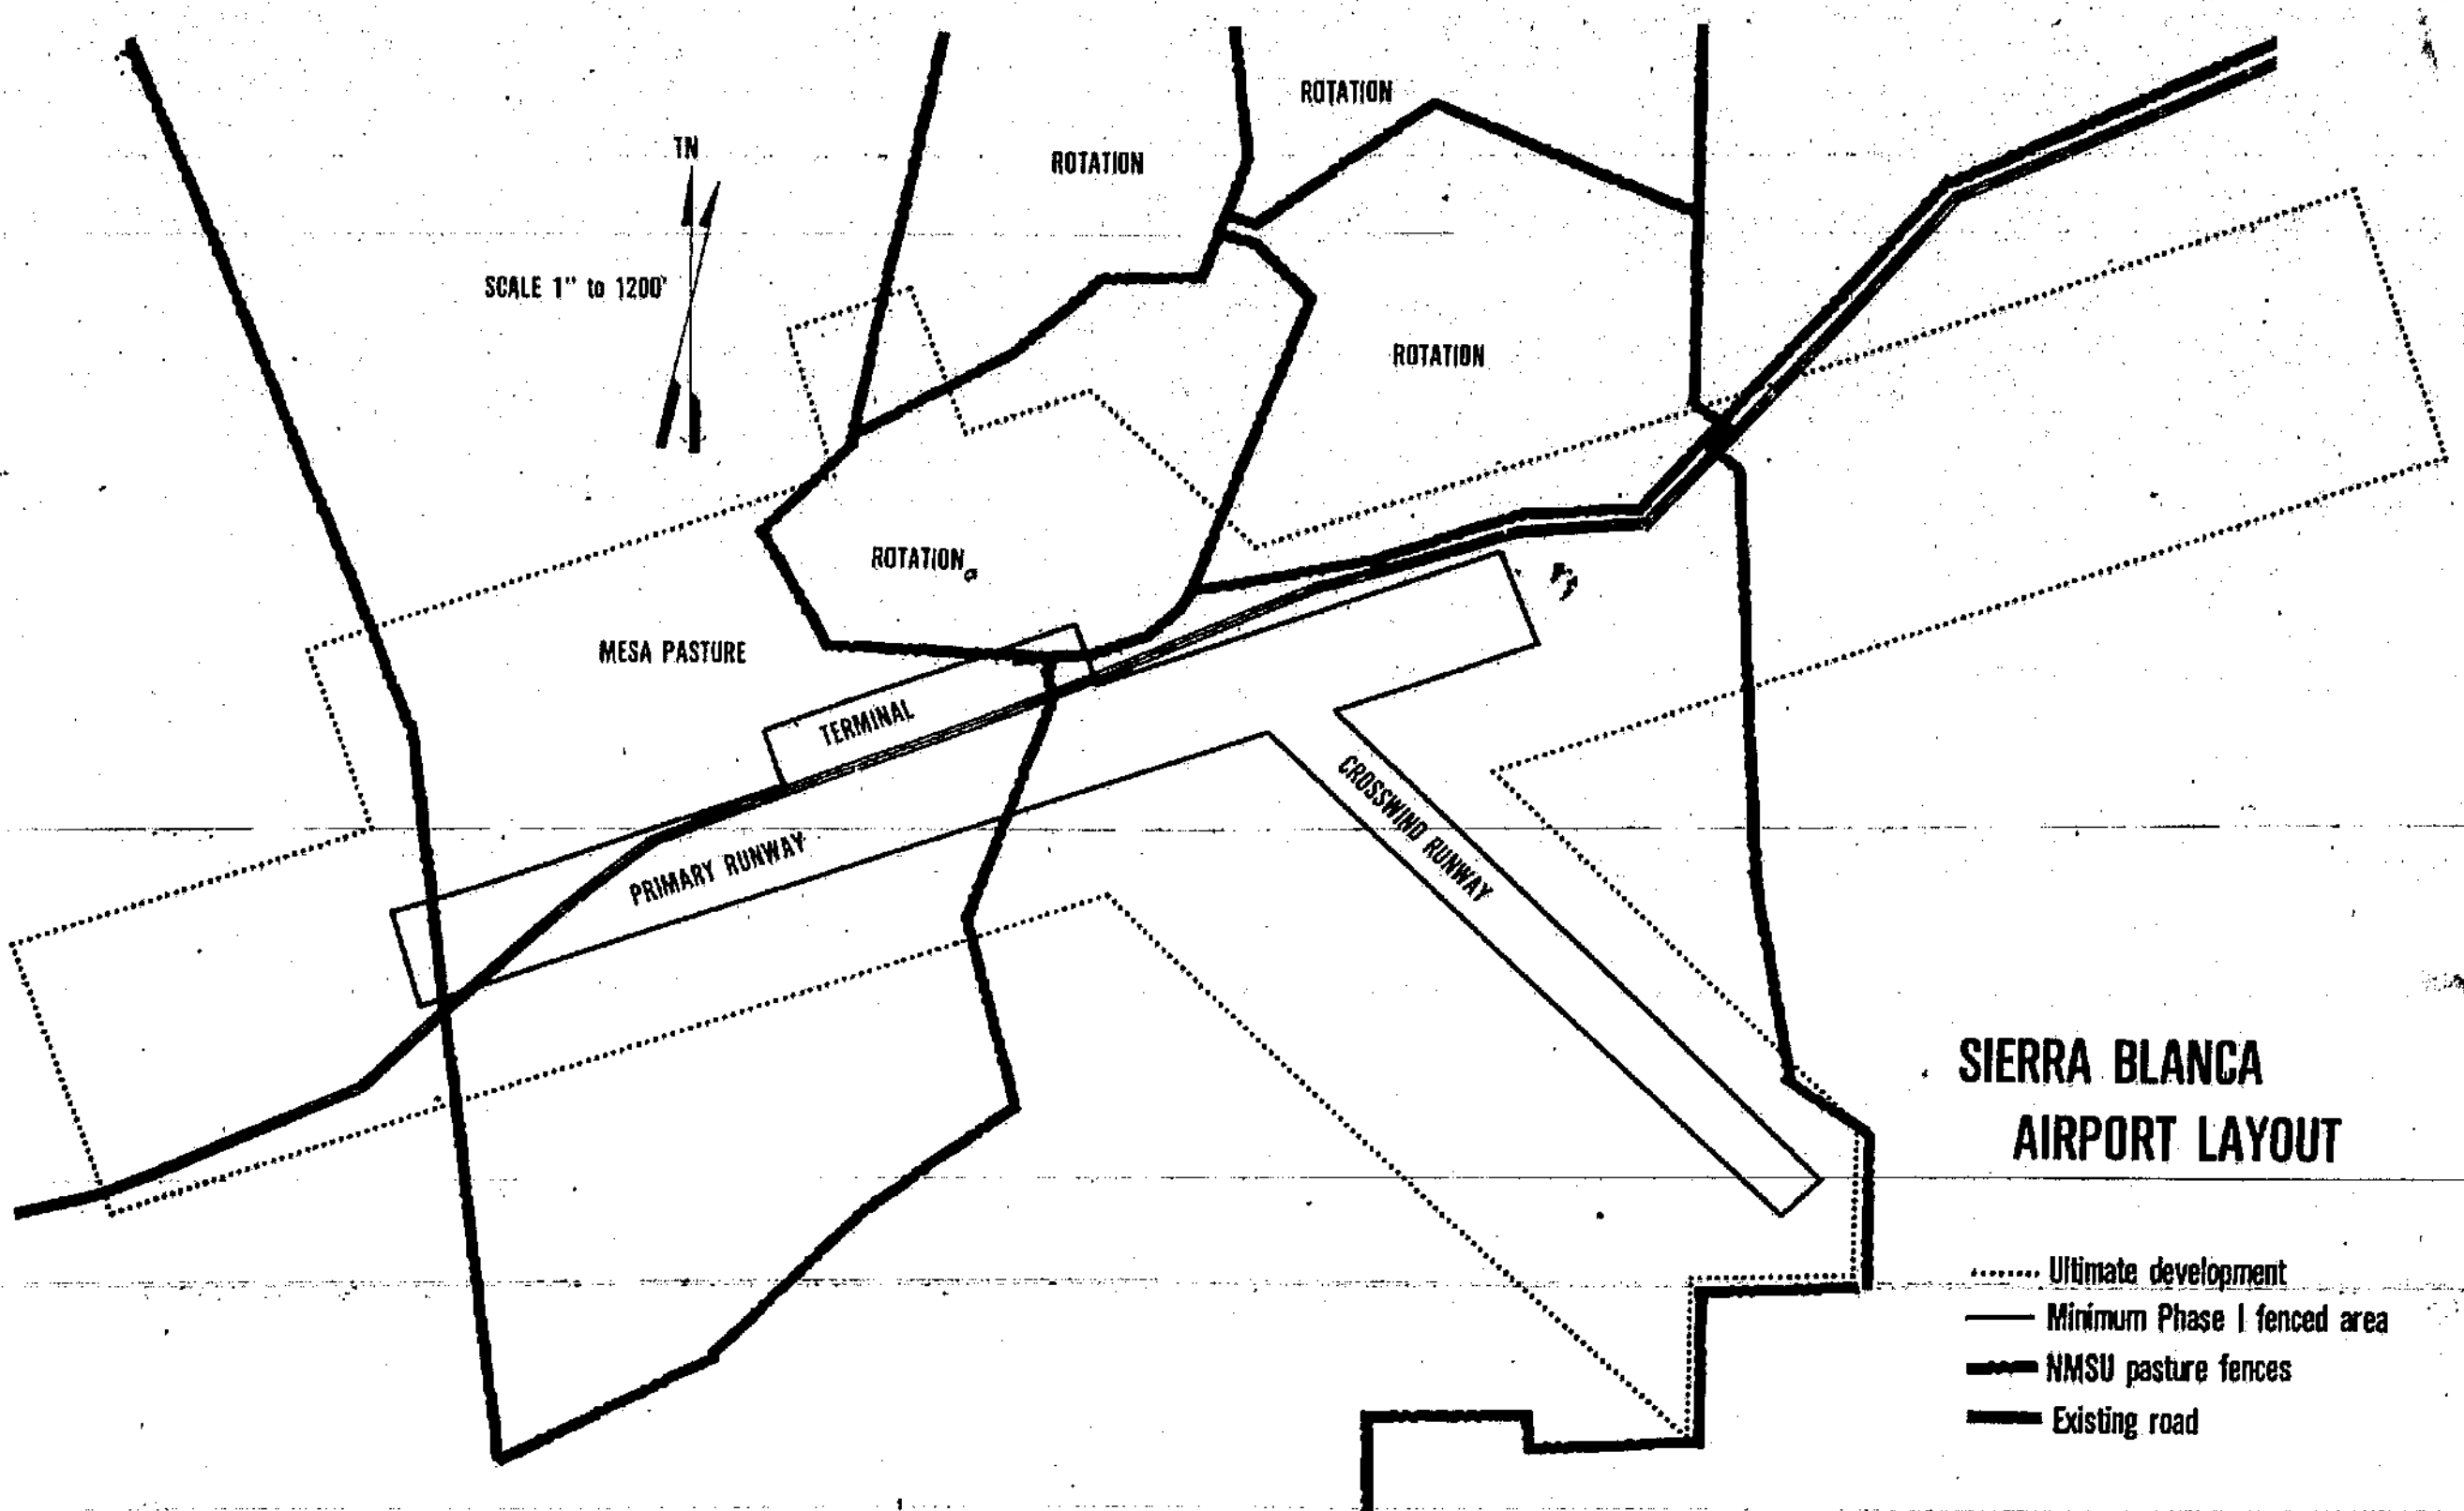 ROTATION
TN
ROTATION
SCALE 1" to 1200'
ROTATION
ROTATION
MESA PASTURE
TERMINAL
PRIMARY RUNWAY
CROSSWIND RUNWAY
SIERRA BLANCA
AIRPORT LAYOUT
Ultimate development
Minimum Phase I fenced area
NMSU pasture fences
Existing road